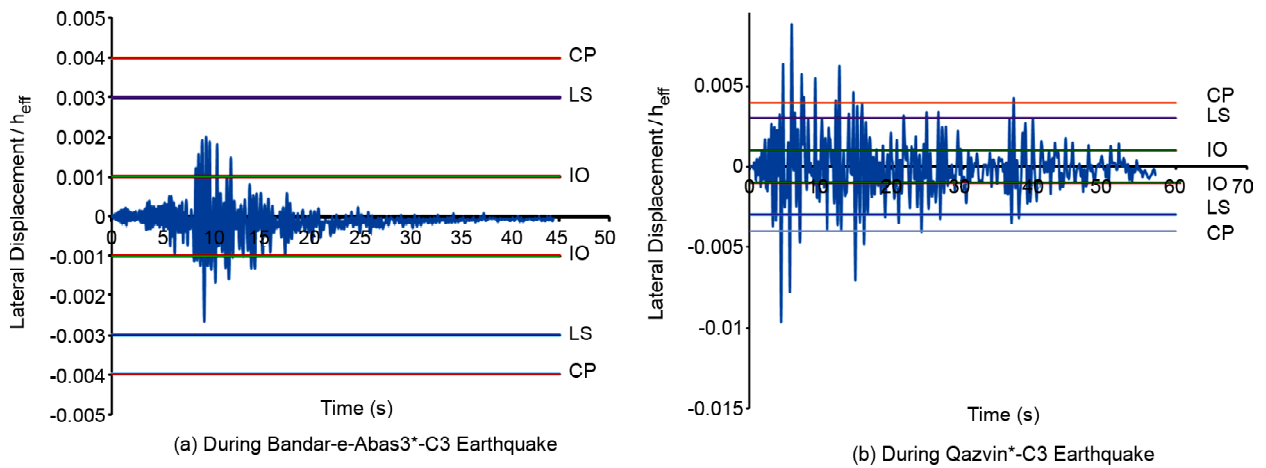 0.005
0.004
0.003
0.002
0.001
0
-0.001
-0.002
-0.003
-0.004
-0.005
Lateral Displacement / heff
0 5 10 15 20 25 30 35 40 45 50
CP
LS
IO
IO
LS
CP
Time (s)
(a) During Bandar-e-Abas3*-C3 Earthquake
0.005
0
-0.005
-0.01
-0.015
Lateral Displacement / heff
0 10 20 30 40 50 60 70
CP
LS
IO
IO
LS
CP
Time (s)
(b) During Qazvin*-C3 Earthquake